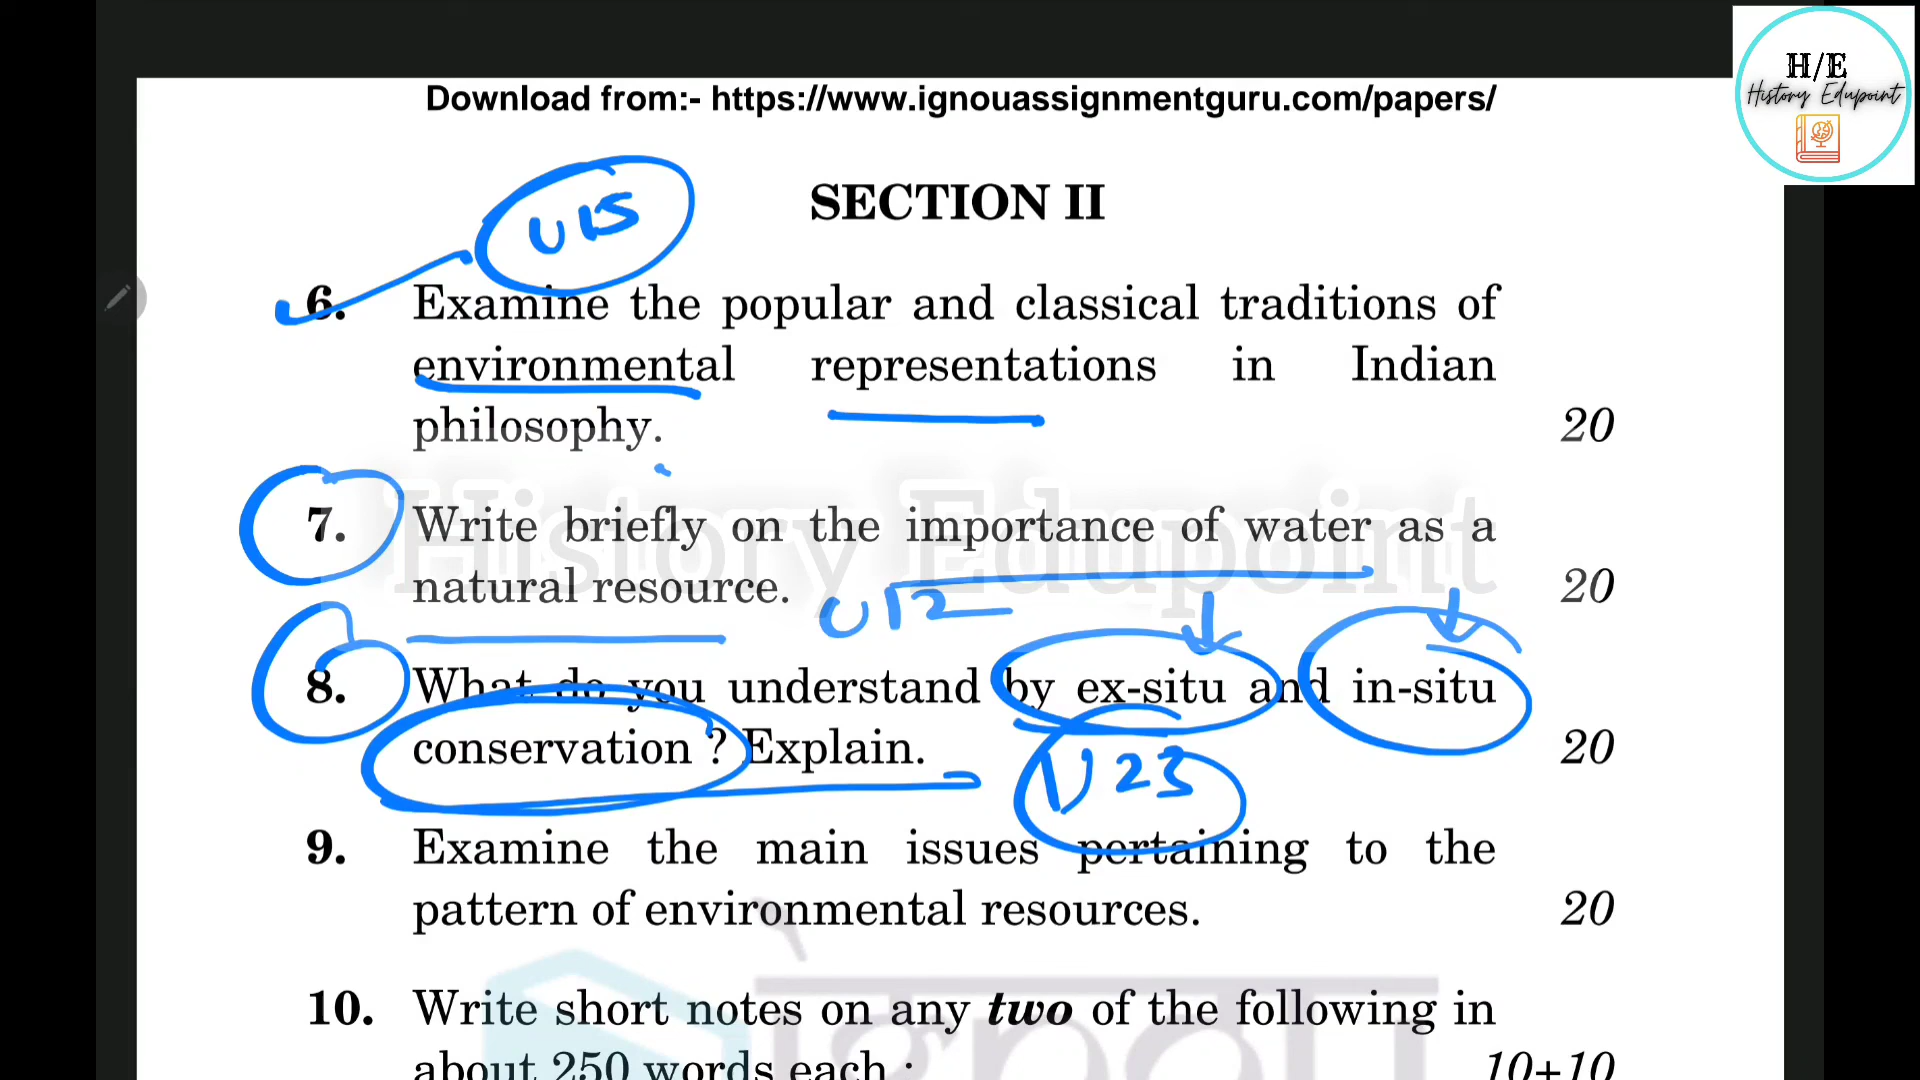 H/E
History Edupoint
Download from:- https://www.ignouassignmentguru.com/papers/
SECTION II
U15
6. Examine the popular and classical traditions of
environmental representations in Indian
philosophy. 20
7. Write briefly on the importance of water as a
natural resource. 20
U12
8. What do you understand by ex-situ and in-situ
conservation ? Explain. 20
U23
9. Examine the main issues pertaining to the
pattern of environmental resources. 20
10. Write short notes on any two of the following in
about 250 words each : 10+10
History Edupoint